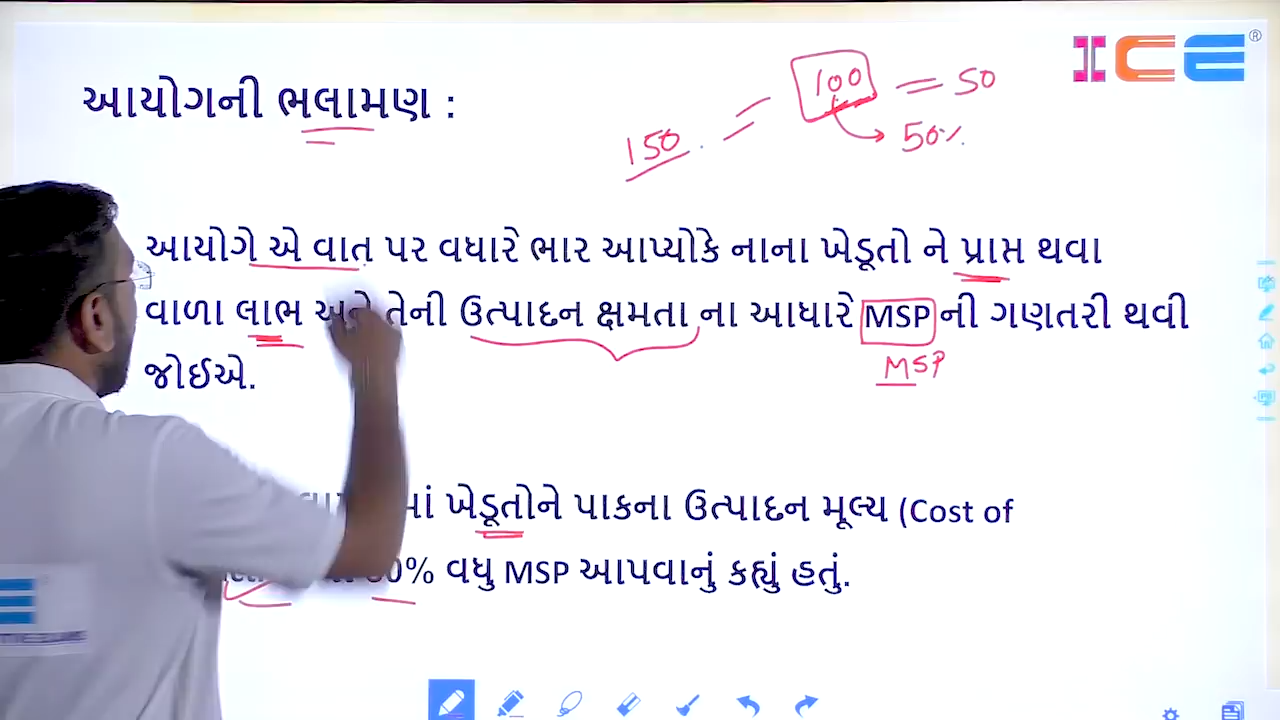 ICE®
આયોગની ભલામણ :
100 = 50
150 = 50%
આયોગે એ વાત પર વધારે ભાર આપ્યોકે નાના ખેડૂતો ને પ્રાપ્ત થવા
વાળા લાભ અને તેની ઉત્પાદન ક્ષમતા ના આધારે MSP ની ગણતરી થવી
જોઈએ.
MSP
ખેડૂતોને પાકના ઉત્પાદન મૂલ્ય (Cost of
50% વધુ MSP આપવાનું કહ્યું હતું.